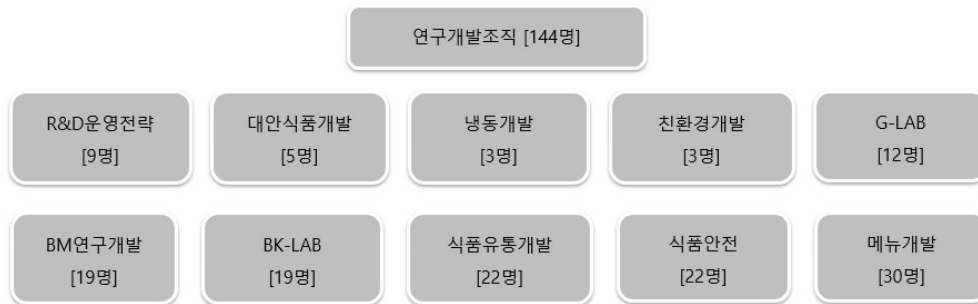 연구개발조직 [144명]
R&D운영전략
[9명]
대안식품개발
[5명]
냉동개발
[3명]
친환경개발
[3명]
G-LAB
[12명]
BM연구개발
[19명]
BK-LAB
[19명]
식품유통개발
[22명]
식품안전
[22명]
메뉴개발
[30명]